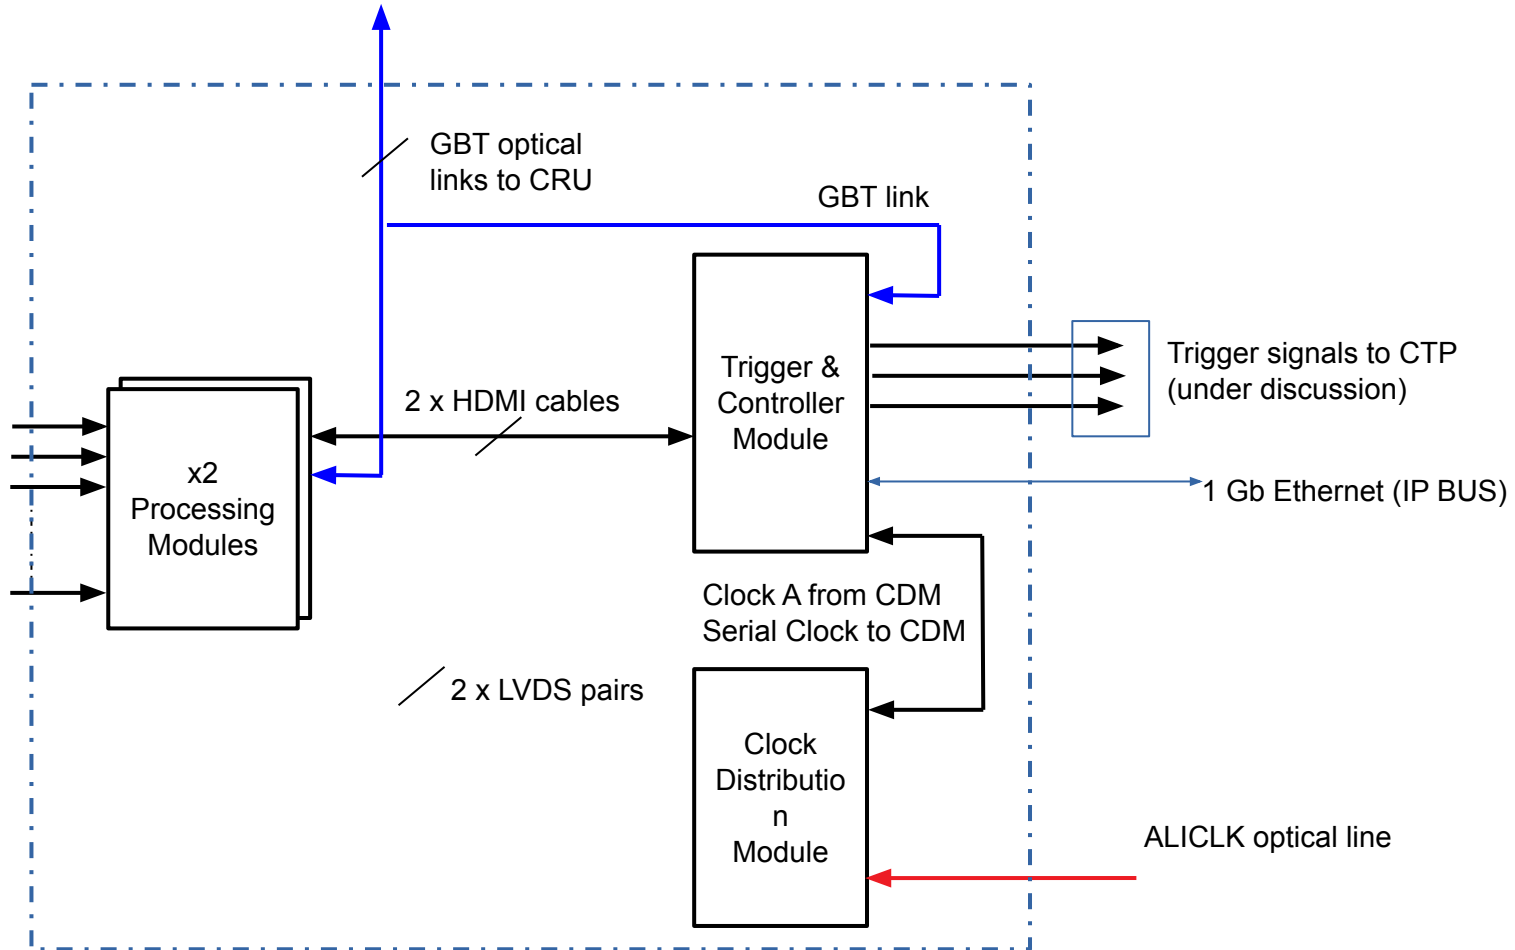 GBT optical
links to CRU
GBT link
Trigger &
Controller
Module
Trigger signals to CTP
(under discussion)
2 x HDMI cables
x2
Processing
Modules
1 Gb Ethernet (IP BUS)
Clock A from CDM
Serial Clock to CDM
2 x LVDS pairs
Clock
Distributio
n
Module
ALICLK optical line